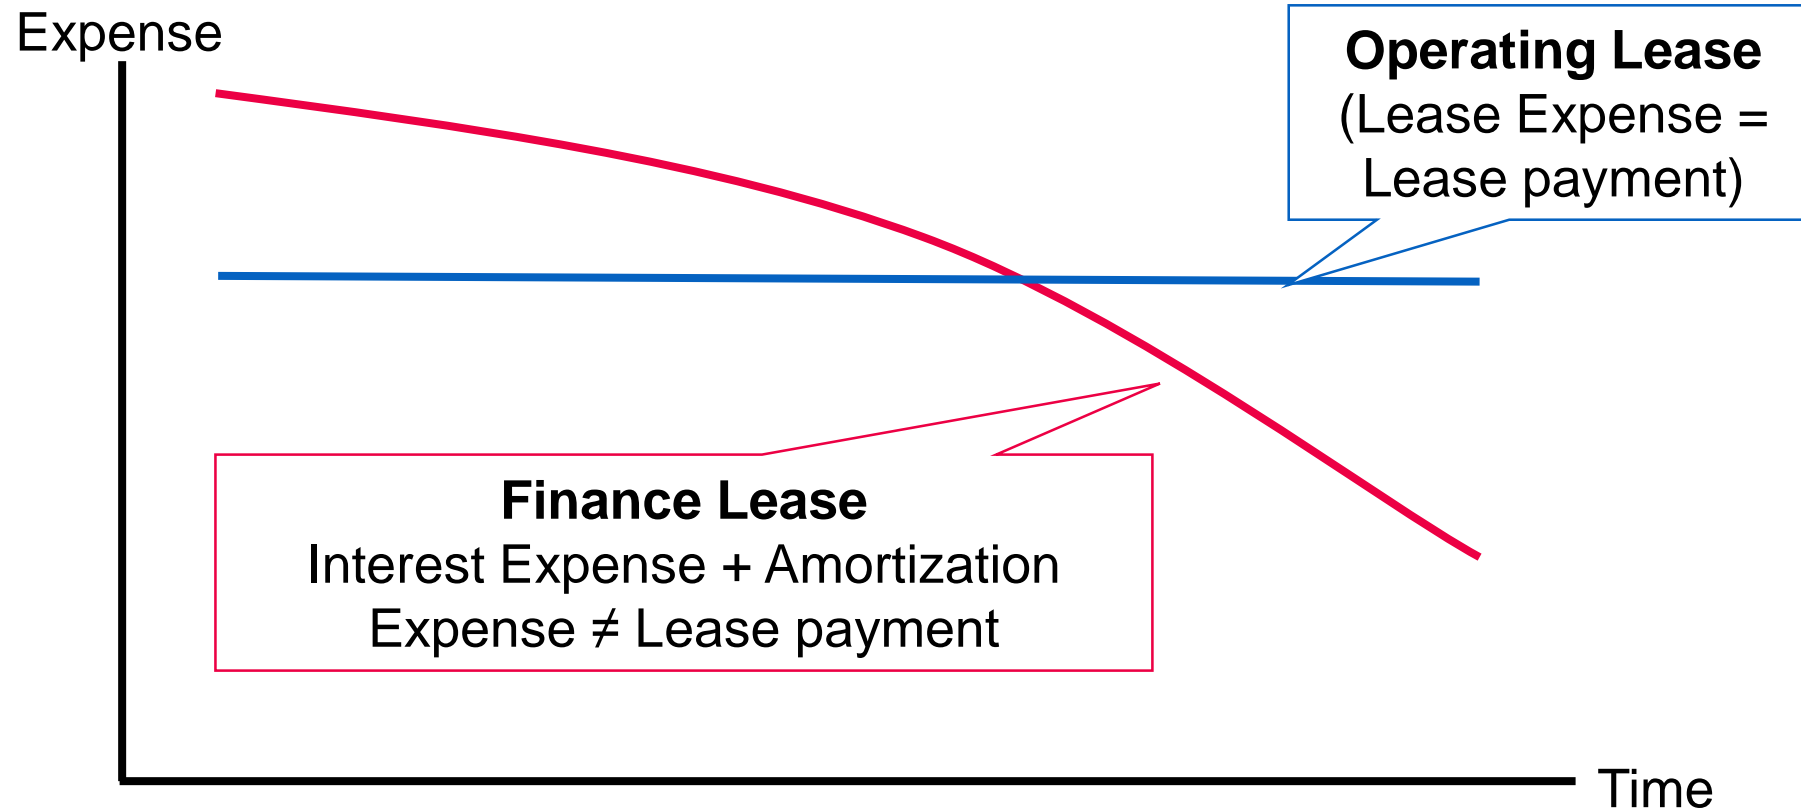 Expense
Operating Lease
(Lease Expense =
Lease payment)
Finance Lease
Interest Expense + Amortization
Expense ≠ Lease payment
Time